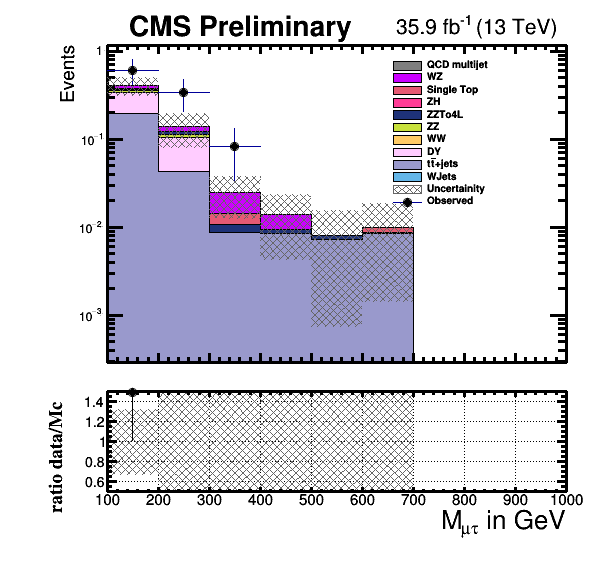 CMS Preliminary 35.9 fb⁻¹ (13 TeV)
Events
1
10⁻¹
10⁻²
10⁻³
QCD multijet
WZ
Single Top
ZH
ZZTo4L
ZZ
WW
DY
tt̄+jets
WJets
Uncertainity
Observed
ratio data/Mc
1.4
1.2
1
0.8
0.6
100 200 300 400 500 600 700 800 900 1000
Mμτ in GeV